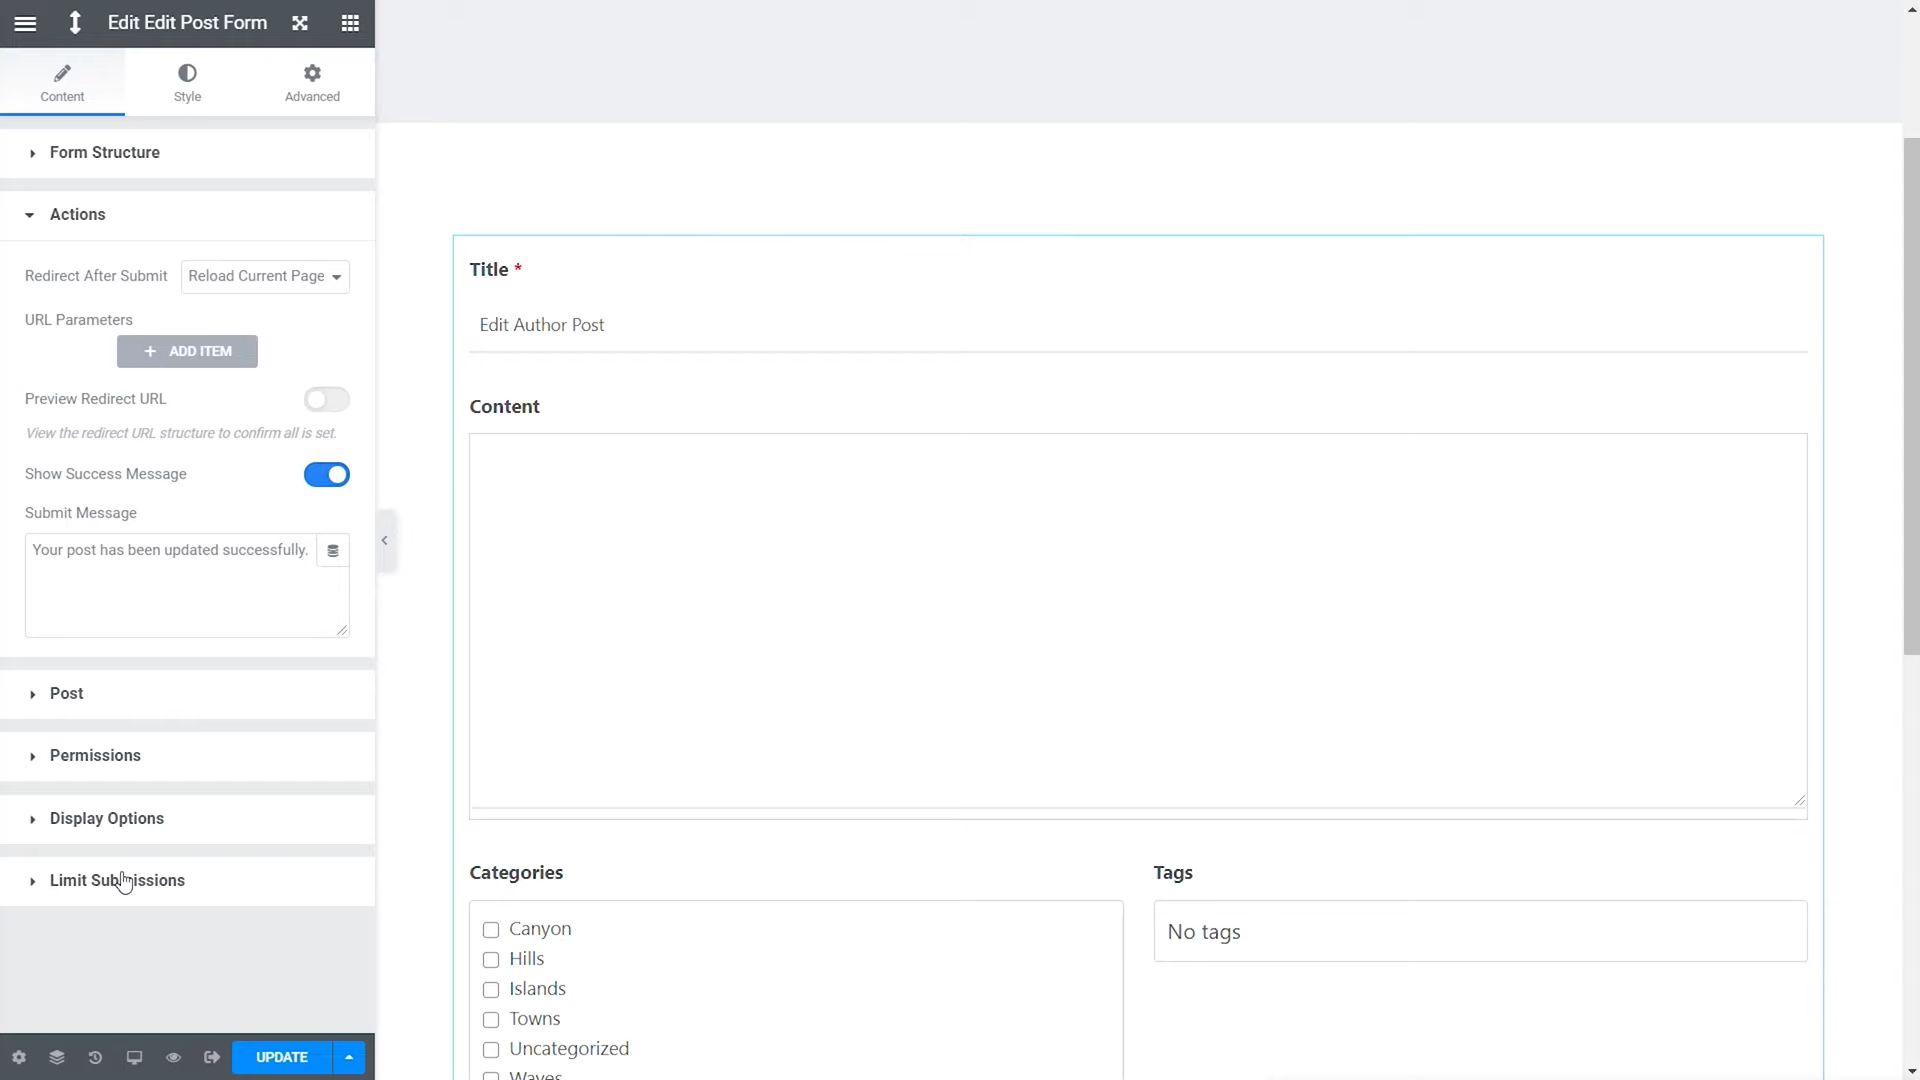 Edit Edit Post Form
Content
Style
Advanced
Form Structure
Actions
Redirect After Submit
Reload Current Page
URL Parameters
ADD ITEM
Preview Redirect URL
View the redirect URL structure to confirm all is set.
Show Success Message
Submit Message
Your post has been updated successfully.
Post
Permissions
Display Options
Limit Submissions
UPDATE
Title *
Edit Author Post
Content
Categories
Canyon
Hills
Islands
Towns
Uncategorized
Waves
Tags
No tags